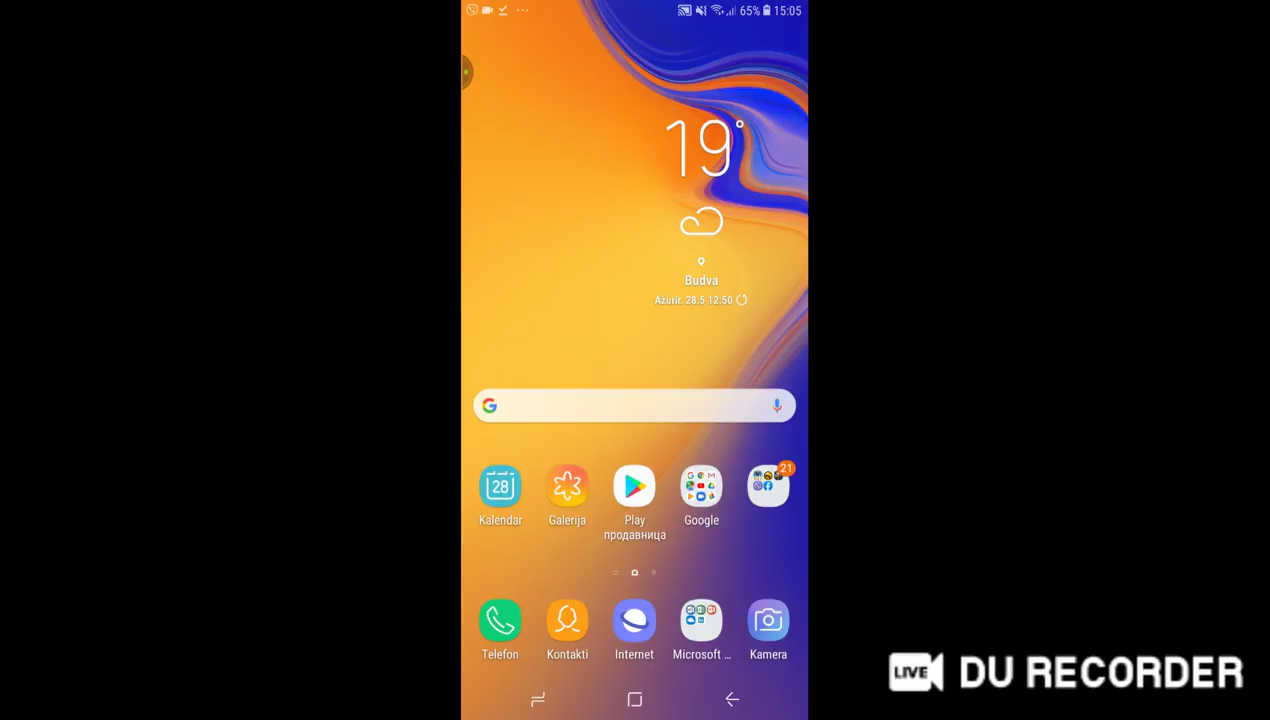 65% 15:05
19°
Budva
Ažurir. 28.5 12:50
28
21
Kalendar
Galerija
Play
продавница
Google
Telefon
Kontakti
Internet
Microsoft ...
Kamera
LIVE DU RECORDER